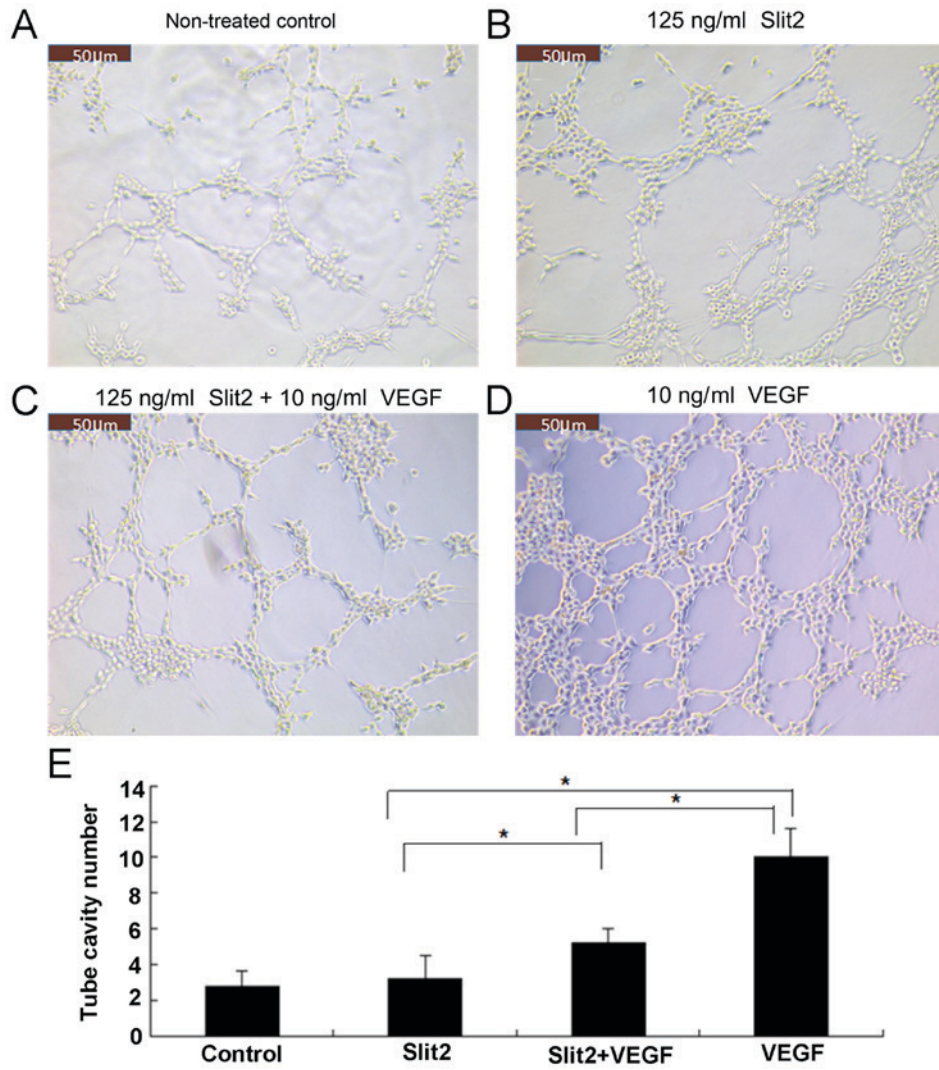 A Non-treated control
B 125 ng/ml Slit2
50μm
50μm
C 125 ng/ml Slit2 + 10 ng/ml VEGF
D 10 ng/ml VEGF
50μm
50μm
E
14
12
10
8
6
4
2
0
Tube cavity number
*
*
*
Control Slit2 Slit2+VEGF VEGF